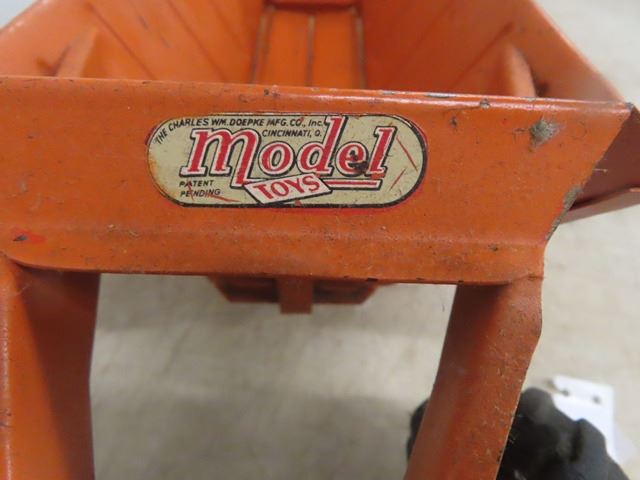 THE CHARLES WM. DOEPKE MFG. CO., Inc.
CINCINNATI, O.
Model
TOYS
PATENT
PENDING